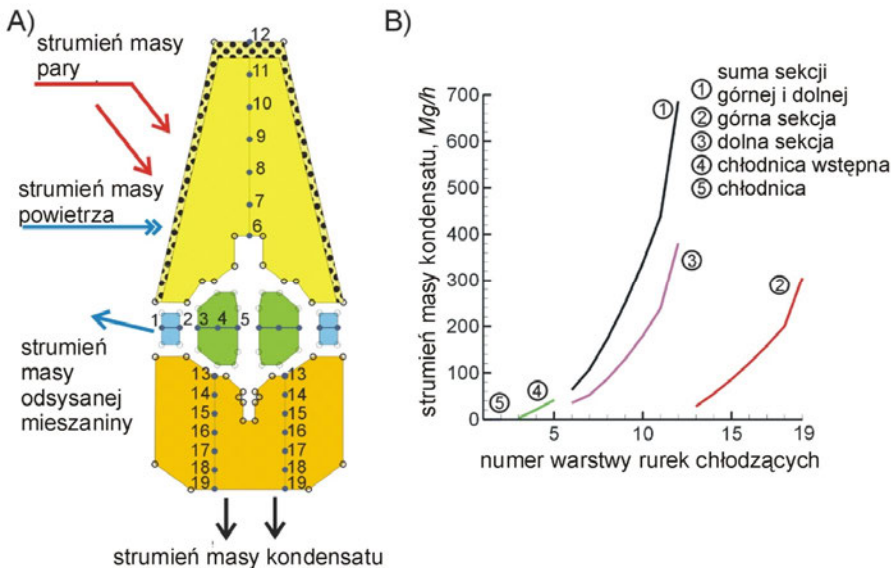 A)
strumień masy
pary
strumień masy
powietrza
strumień
masy
odsysanej
mieszaniny
12
11
10
9
8
7
6
1 2 3 4 5
13 13
14 14
15 15
16 16
17 17
18 18
19 19
strumień masy kondensatu
B)
strumień masy kondensatu, Mg/h
700
600
500
400
300
200
100
0
5 10 15 19
numer warstwy rurek chłodzących
1 3 2 4 5
suma sekcji
1 górnej i dolnej
2 górna sekcja
3 dolna sekcja
4 chłodnica wstępna
5 chłodnica